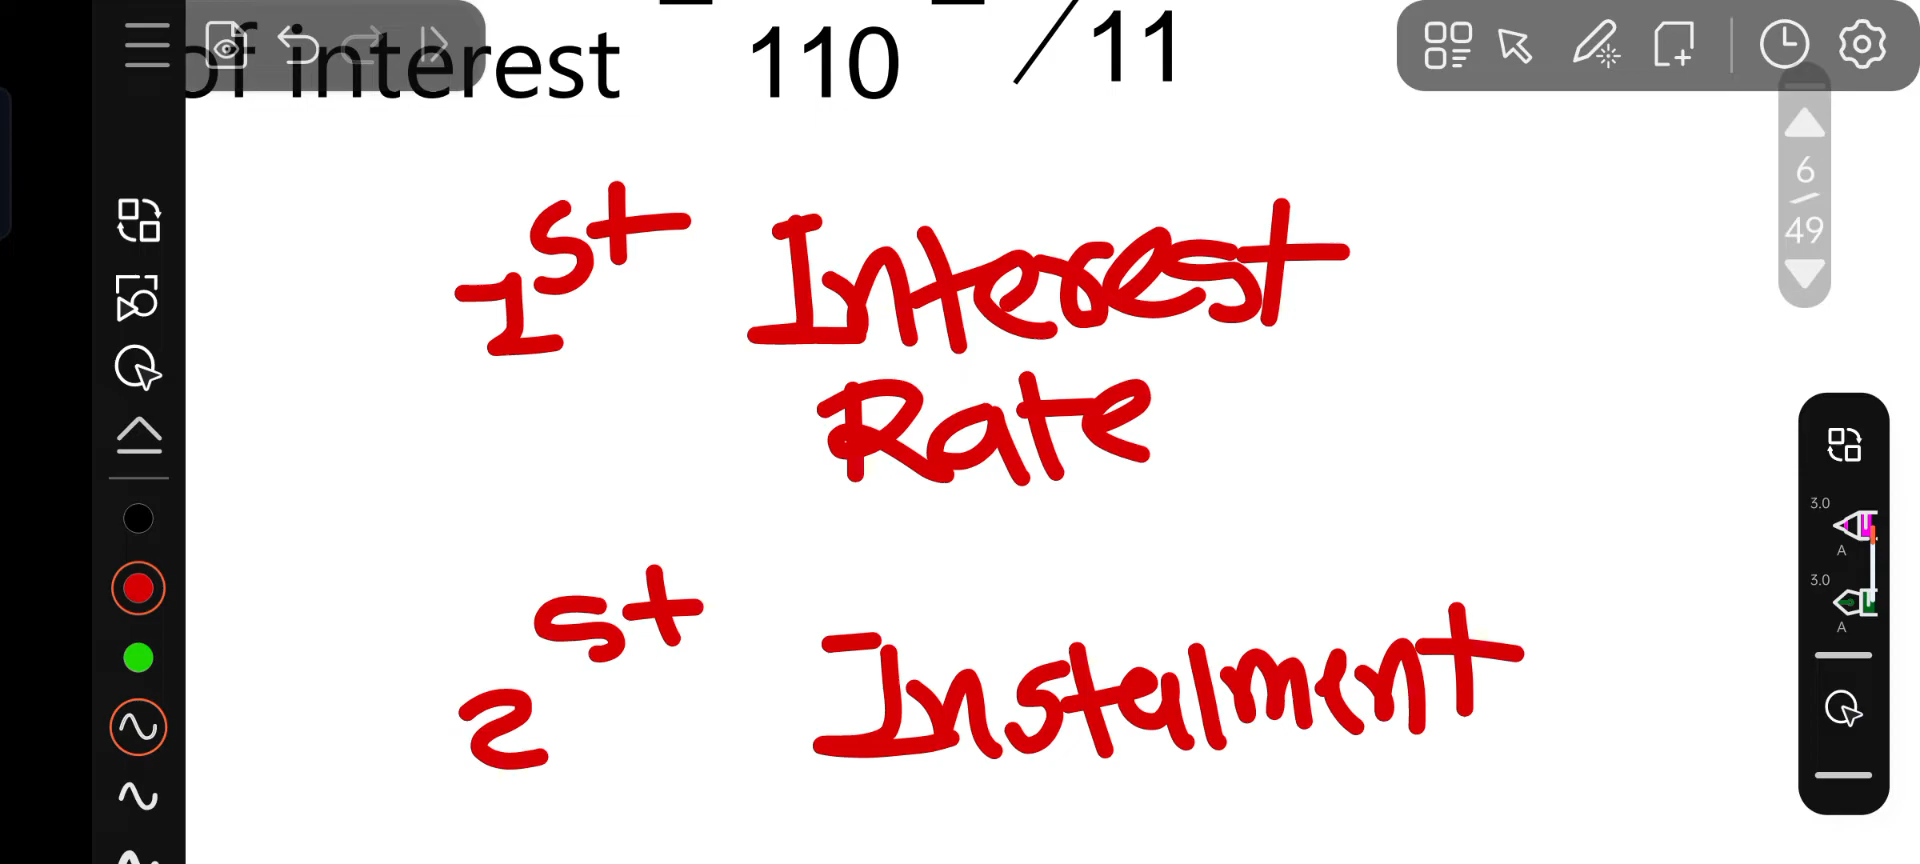 of interest 110 /11
1st Interest
Rate
2st Instalment
6
49
3.0
A
3.0
A